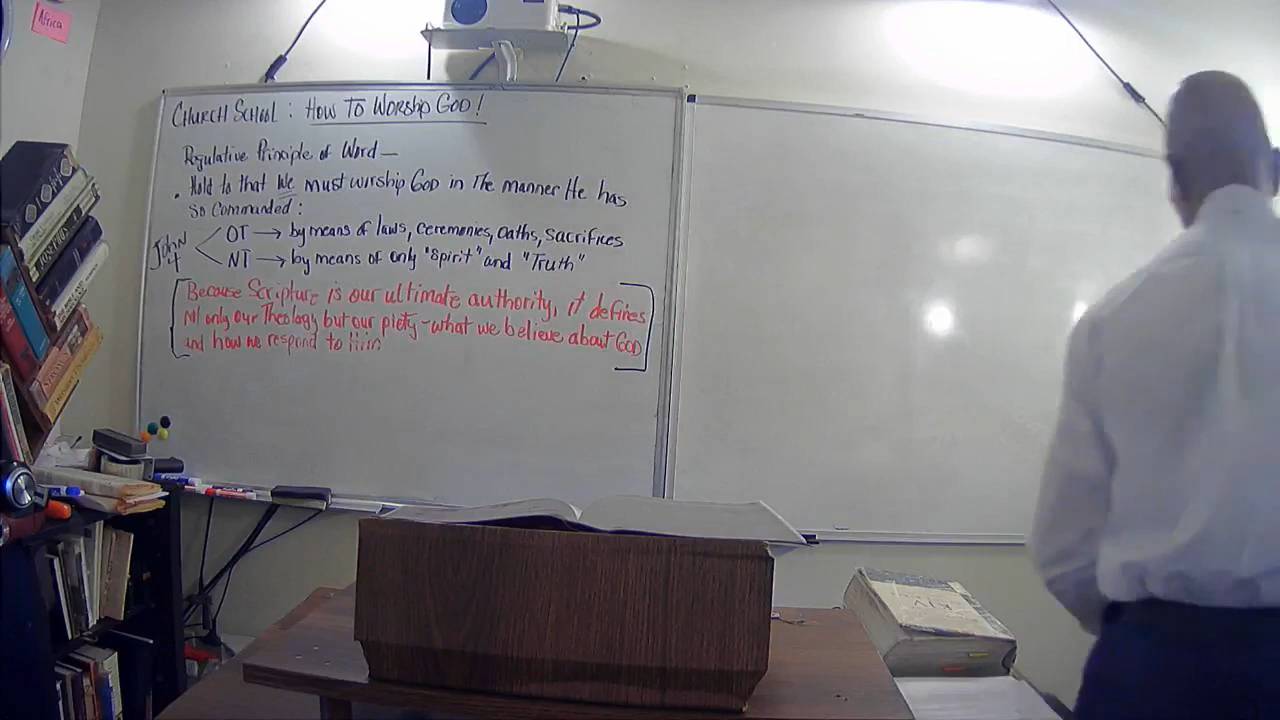 Africa
CHURCH SCHOOL : HOW TO WORSHIP GOD!
Regulative Principle of Word—
• Hold to that We must worship God in The manner He has
So Commanded:
John 4
OT → by means of laws, ceremonies, Oaths, sacrifices
NT → by means of only "Spirit" and "Truth"
[Because Scripture is our ultimate authority, it defines
Not only our Theology but our piety - what we believe about GOD
and how we respond to Him]
KJV